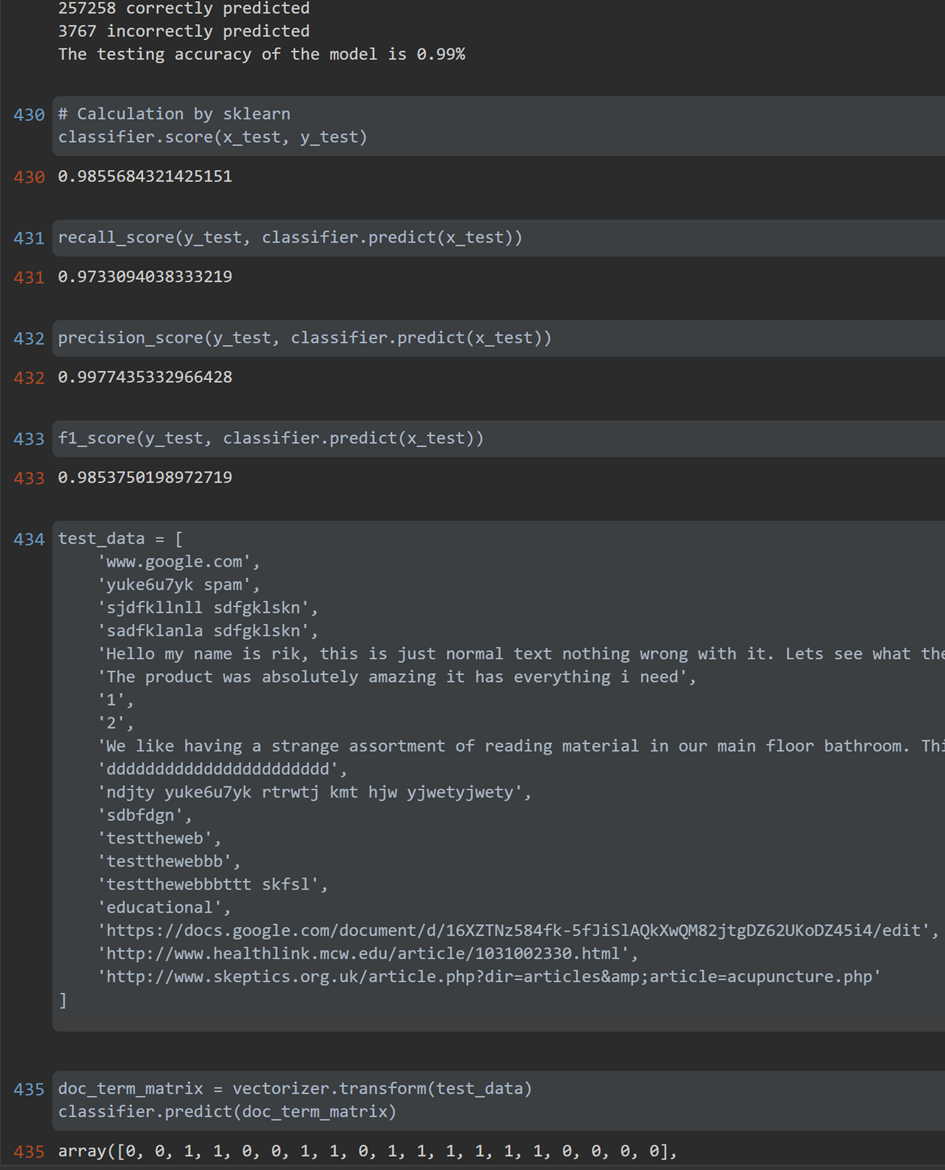 257258 correctly predicted
3767 incorrectly predicted
The testing accuracy of the model is 0.99%
430 # Calculation by sklearn
classifier.score(x_test, y_test)
430 0.9855684321425151
431 recall_score(y_test, classifier.predict(x_test))
431 0.9733094038333219
432 precision_score(y_test, classifier.predict(x_test))
432 0.9977435332966428
433 f1_score(y_test, classifier.predict(x_test))
433 0.9853750198972719
434 test_data = [
'www.google.com',
'yuke6u7yk spam',
'sjdfkllnll sdfgklskn',
'sadfklanla sdfgklskn',
'Hello my name is rik, this is just normal text nothing wrong with it. Lets see what the
'The product was absolutely amazing it has everything i need',
'1',
'2',
'We like having a strange assortment of reading material in our main floor bathroom. Thi
'ddddddddddddddddddddddd',
'ndjty yuke6u7yk rtrwtj kmt hjw yjwetyjwety',
'sdbfdgn',
'testtheweb',
'testthewebbb',
'testthewebbbttt skfsl',
'educational',
'https://docs.google.com/document/d/16XZTNz584fk-5fJiSlAQkXwQM82jtgDZ62UKoDZ45i4/edit',
'http://www.healthlink.mcw.edu/article/1031002330.html',
'http://www.skeptics.org.uk/article.php?dir=articles&amp;article=acupuncture.php'
]
435 doc_term_matrix = vectorizer.transform(test_data)
classifier.predict(doc_term_matrix)
435 array([0, 0, 1, 1, 0, 0, 1, 1, 0, 1, 1, 1, 1, 1, 1, 0, 0, 0, 0],